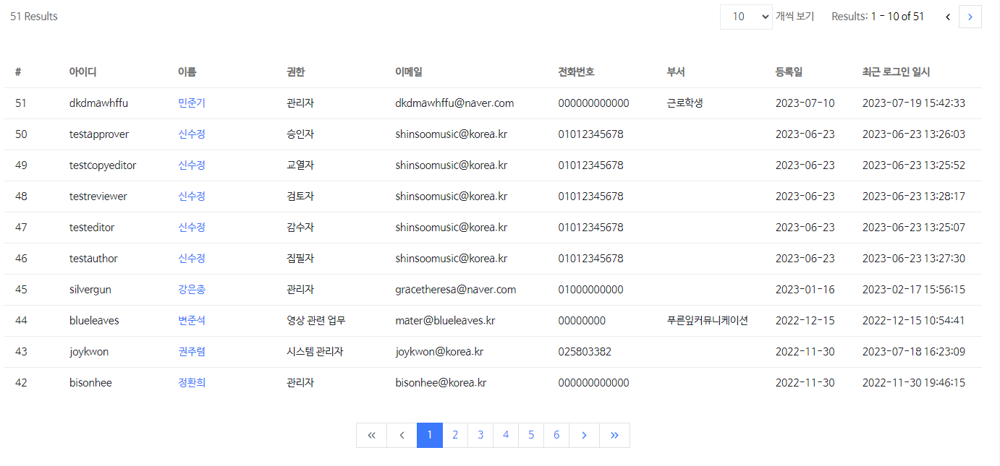 51 Results 10 개씩 보기 Results: 1 - 10 of 51
# 아이디 이름 권한 이메일 전화번호 부서 등록일 최근 로그인 일시
51 dkdmawhffu 민준기 관리자 dkdmawhffu@naver.com 000000000000 근로학생 2023-07-10 2023-07-19 15:42:33
50 testapprover 신수정 승인자 shinsoomusic@korea.kr 01012345678 2023-06-23 2023-06-23 13:26:03
49 testcopyeditor 신수정 교열자 shinsoomusic@korea.kr 01012345678 2023-06-23 2023-06-23 13:25:52
48 testreviewer 신수정 검토자 shinsoomusic@korea.kr 01012345678 2023-06-23 2023-06-23 13:28:17
47 testeditor 신수정 감수자 shinsoomusic@korea.kr 01012345678 2023-06-23 2023-06-23 13:25:07
46 testauthor 신수정 집필자 shinsoomusic@korea.kr 01012345678 2023-06-23 2023-06-23 13:27:30
45 silvergun 강은총 관리자 gracetheresa@naver.com 01000000000 2023-01-16 2023-02-17 15:56:15
44 blueleaves 변준석 영상 관련 업무 mater@blueleaves.kr 00000000 푸른잎커뮤니케이션 2022-12-15 2022-12-15 10:54:41
43 joykwon 권주렴 시스템 관리자 joykwon@korea.kr 025803382 2022-11-30 2023-07-18 16:23:09
42 bisonhee 정환희 관리자 bisonhee@korea.kr 000000000000 2022-11-30 2022-11-30 19:46:15
« ‹ 1 2 3 4 5 6 › »